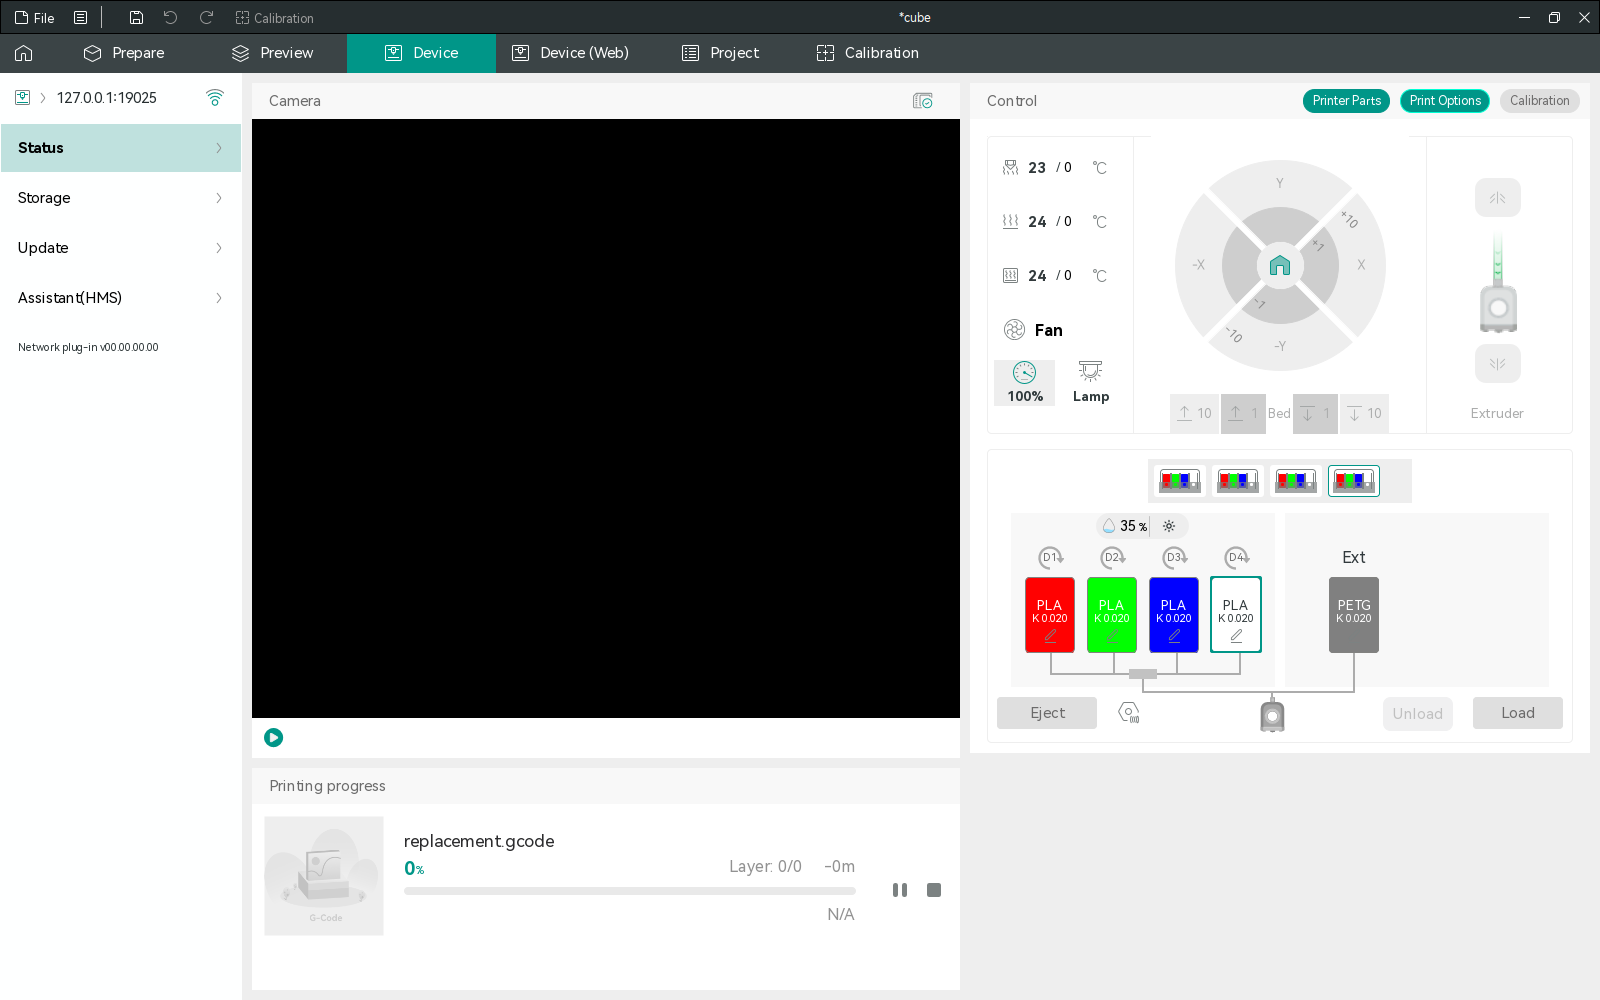 File
Calibration
*cube
Prepare
Preview
Device
Device (Web)
Project
Calibration
127.0.0.1:19025
Status
Storage
Update
Assistant(HMS)
Network plug-in v00.00.00.00
Camera
Printing progress
G-Code
replacement.gcode
0%
Layer: 0/0 -0m
N/A
Control
Printer Parts
Print Options
Calibration
23 / 0 °C
24 / 0 °C
24 / 0 °C
Fan
100%
Lamp
Y
+10
+1
-X
X
-1
-10
-Y
10
1
Bed
1
10
Extruder
35 %
D1
D2
D3
D4
Ext
PLA
K 0.020
PLA
K 0.020
PLA
K 0.020
PLA
K 0.020
PETG
K 0.020
Eject
Unload
Load